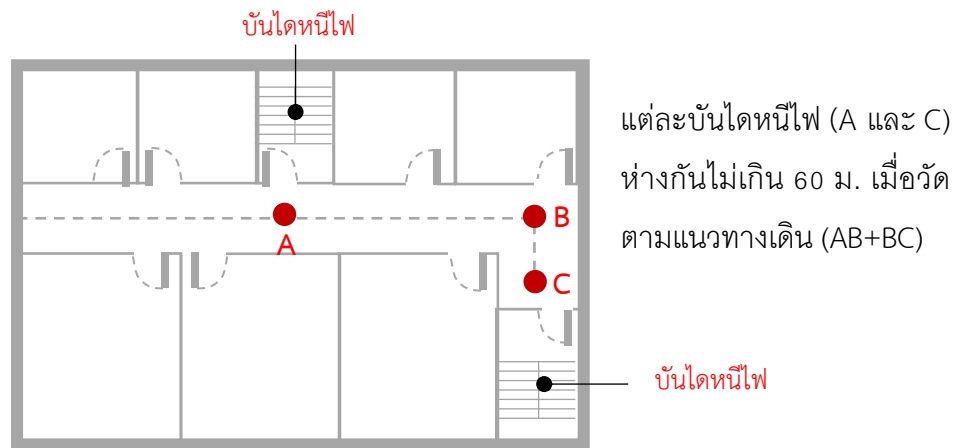 บันไดหนีไฟ
แต่ละบันไดหนีไฟ (A และ C)
ห่างกันไม่เกิน 60 ม. เมื่อวัด
ตามแนวทางเดิน (AB+BC)
A
B
C
บันไดหนีไฟ